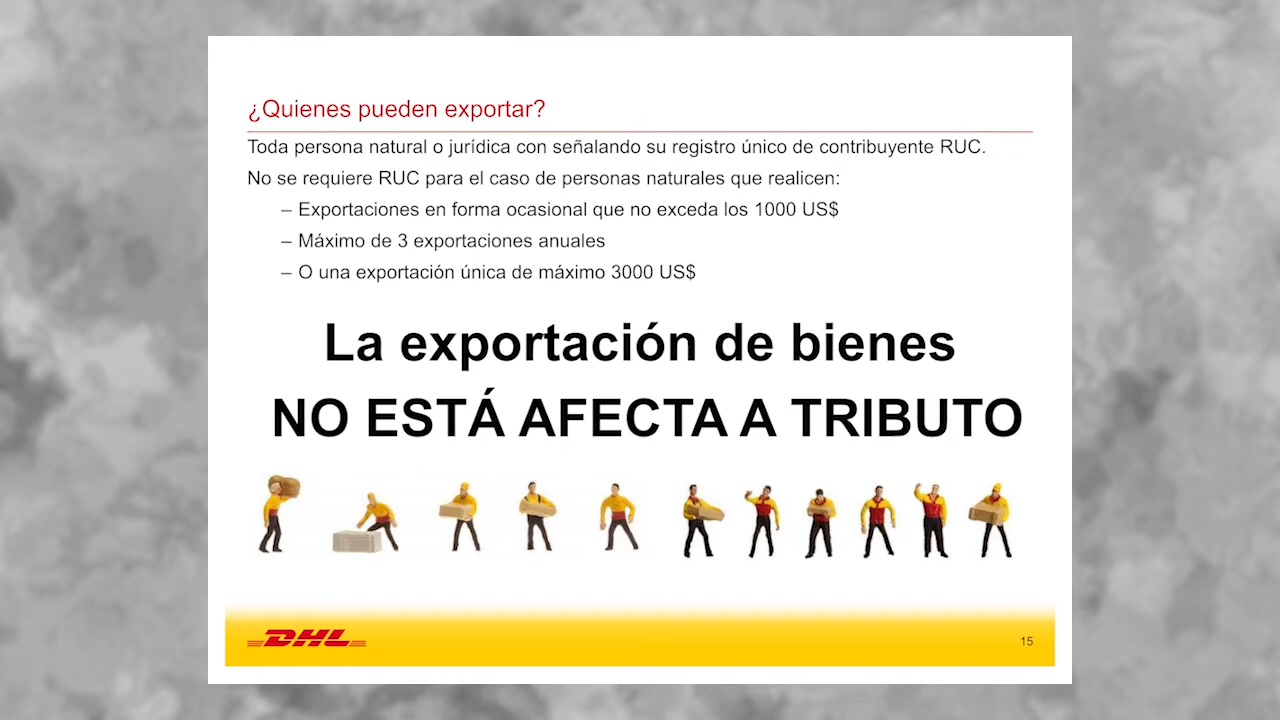 ¿Quienes pueden exportar?
Toda persona natural o jurídica con señalando su registro único de contribuyente RUC.
No se requiere RUC para el caso de personas naturales que realicen:
– Exportaciones en forma ocasional que no exceda los 1000 US$
– Máximo de 3 exportaciones anuales
– O una exportación única de máximo 3000 US$
La exportación de bienes
NO ESTÁ AFECTA A TRIBUTO
DHL
15